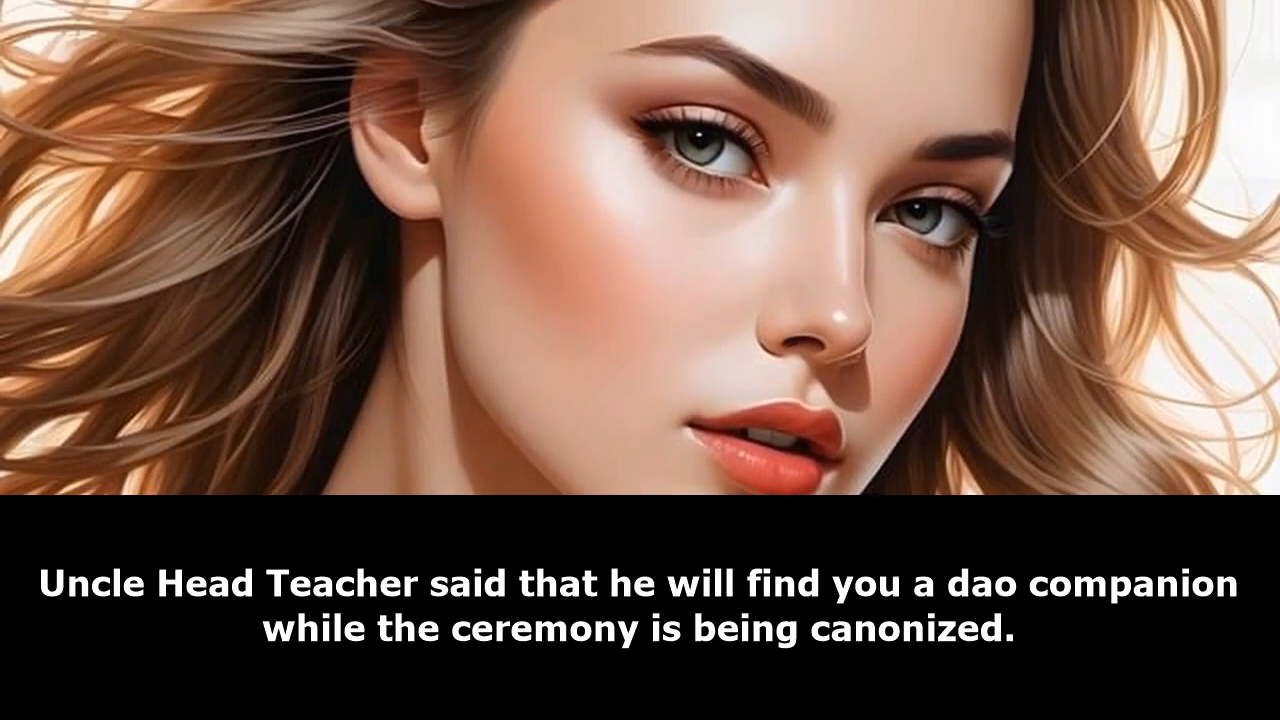 Uncle Head Teacher said that he will find you a dao companion
while the ceremony is being canonized.